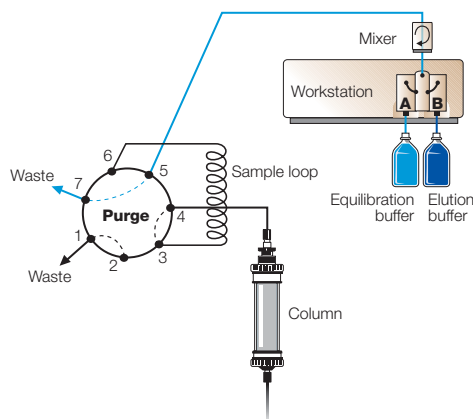 Mixer
Workstation
A
B
Equilibration
buffer
Elution
buffer
6
5
Sample loop
Waste
7
Purge
4
1
2
3
Waste
Column